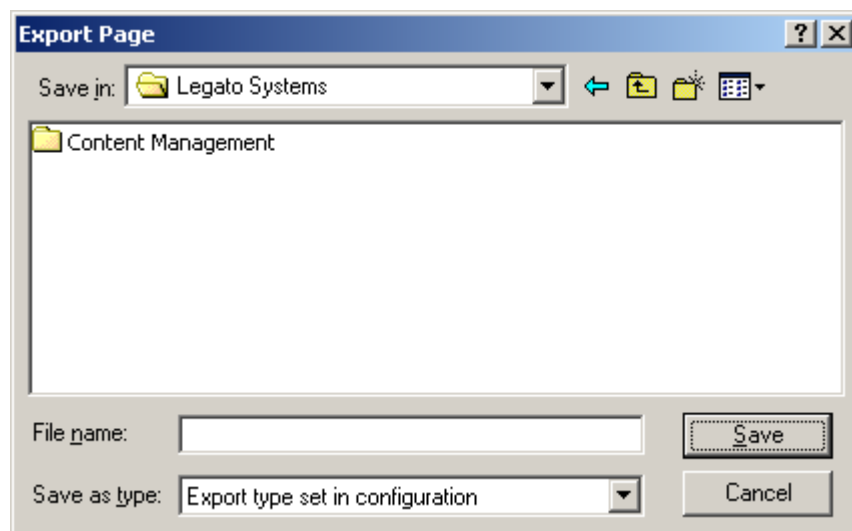 Export Page
Save in: Legato Systems
Content Management
File name: Save
Save as type: Export type set in configuration Cancel